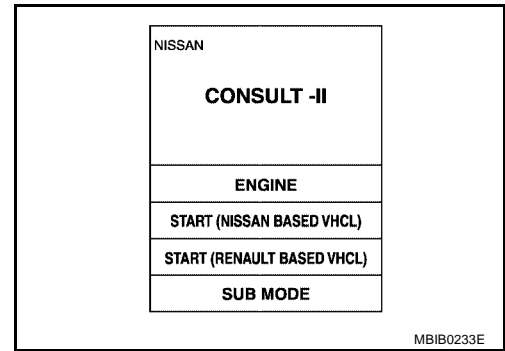 NISSAN
CONSULT -II
ENGINE
START (NISSAN BASED VHCL)
START (RENAULT BASED VHCL)
SUB MODE
MBIB0233E